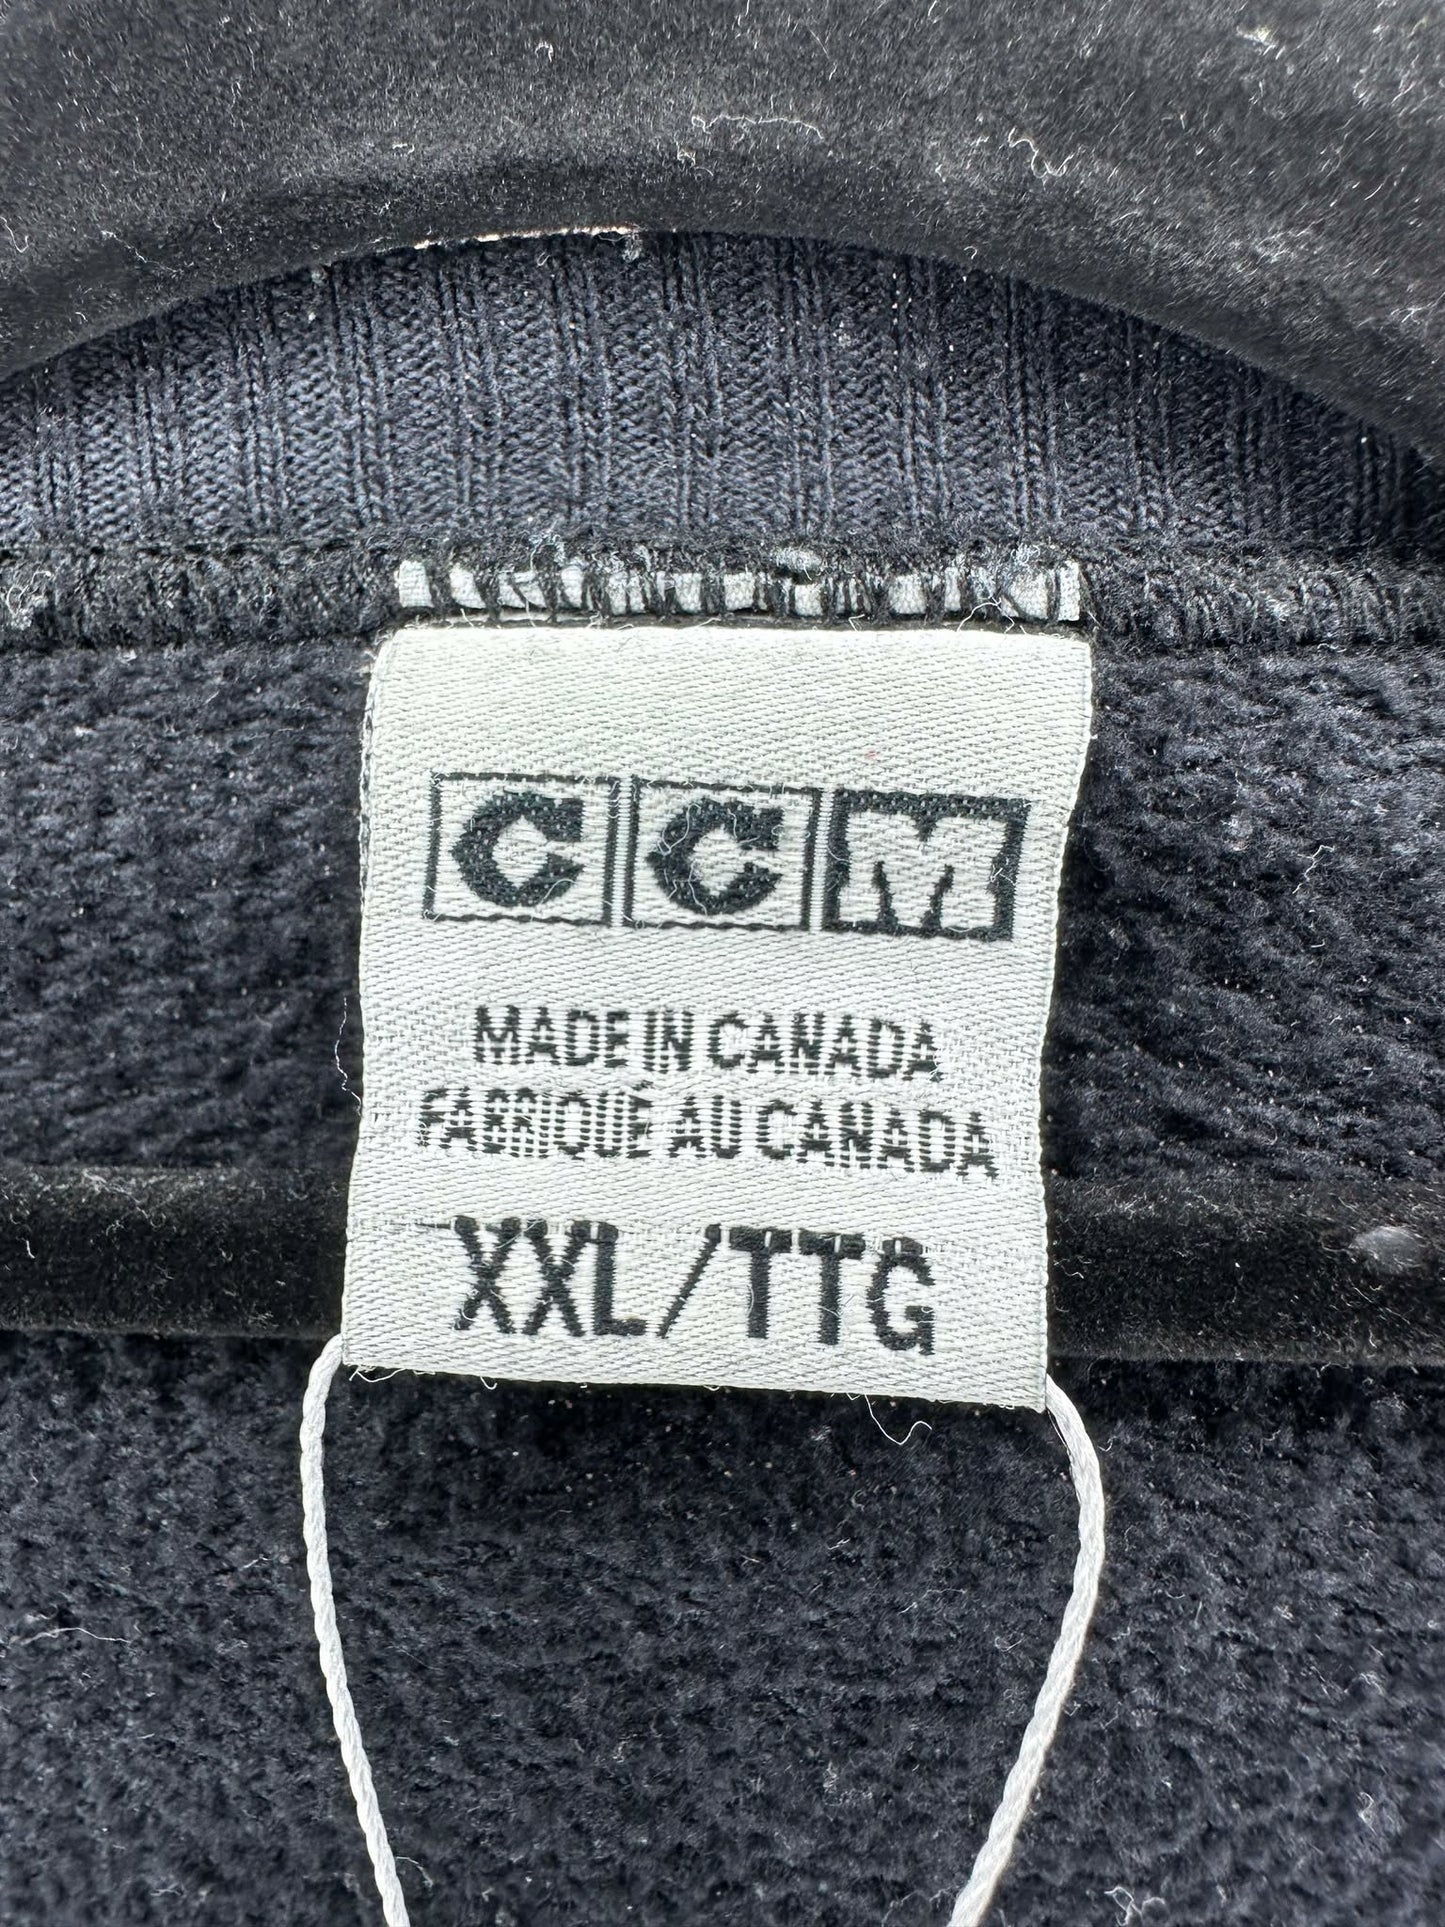 CCM
MADE IN CANADA
FABRIQUÉ AU CANADA
XXL/TTG